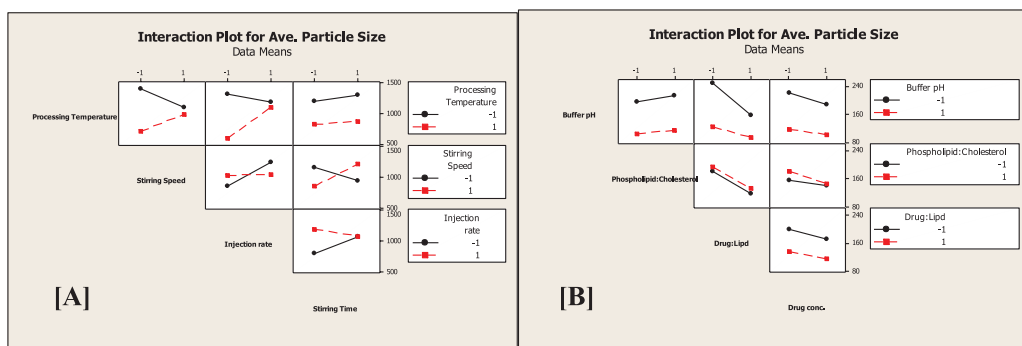 Interaction Plot for Ave. Particle Size
Data Means
-1 1 -1 1 -1 1
1500
1000
500
Processing Temperature
Processing
Temperature
-1
1
1500
1000
500
Stirring Speed
Stirring
Speed
-1
1
1500
1000
500
Injection rate
Injection
rate
-1
1
Stirring Time
[A]
Interaction Plot for Ave. Particle Size
Data Means
-1 1 -1 1 -1 1
240
160
80
Buffer pH
Buffer pH
-1
1
240
160
80
Phospholipid:Cholesterol
Phospholipid:Cholesterol
-1
1
240
160
80
Drug:Lipd
Drug:Lipd
-1
1
Drug conc.
[B]